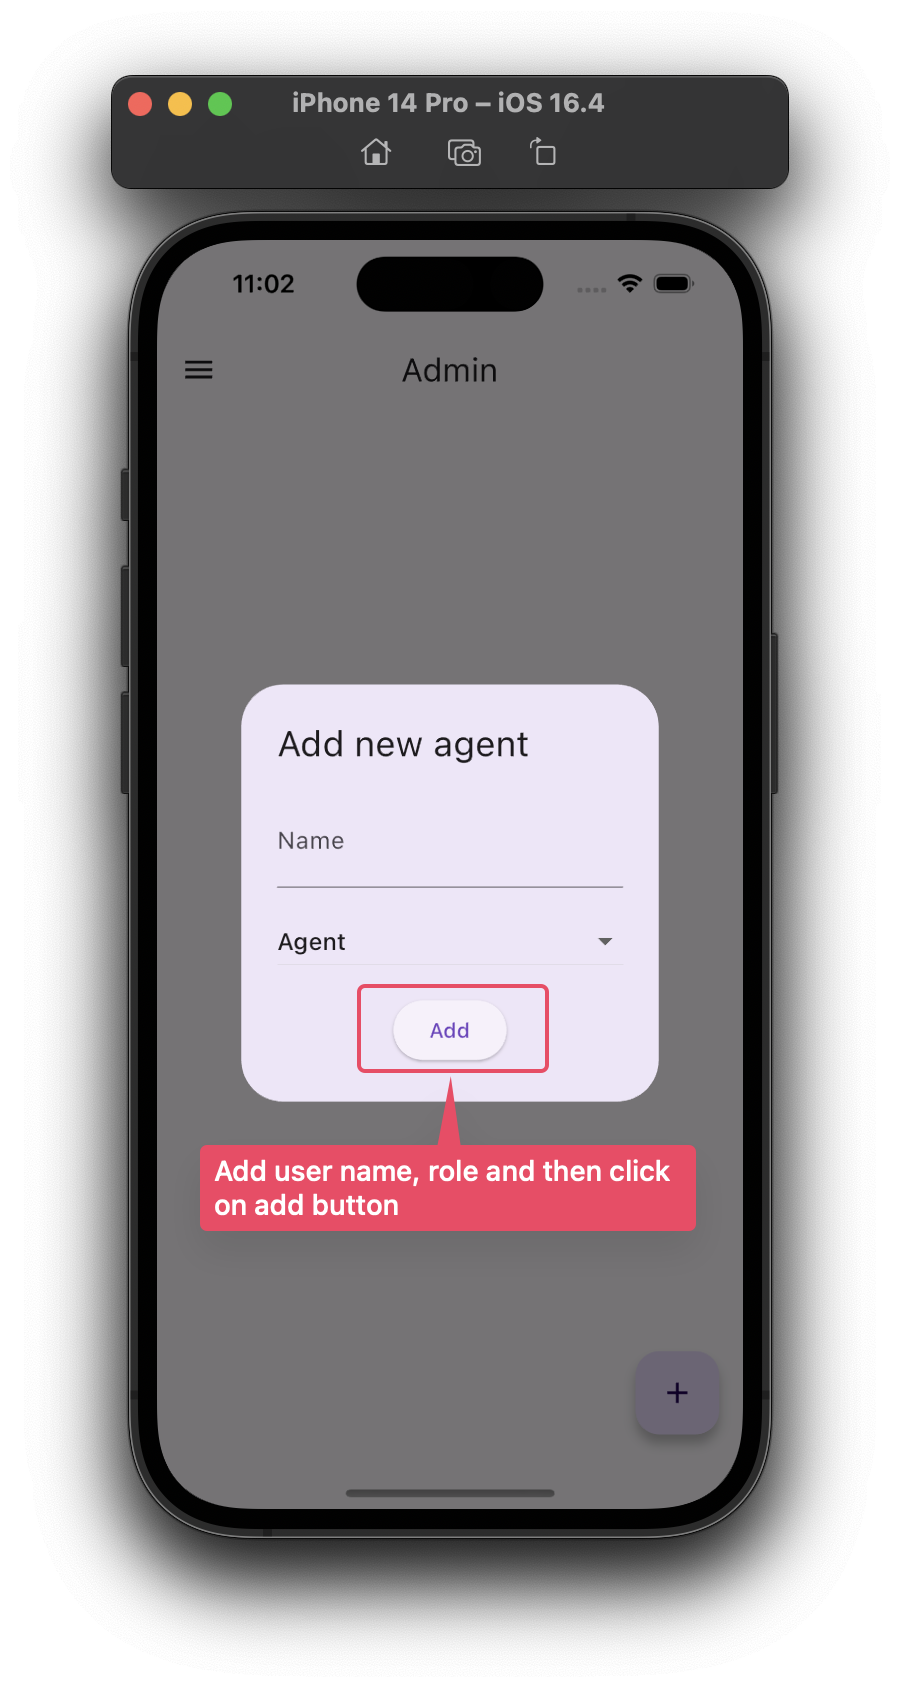 iPhone 14 Pro – iOS 16.4
11:02
Admin
Add new agent
Name
Agent
Add
Add user name, role and then click
on add button